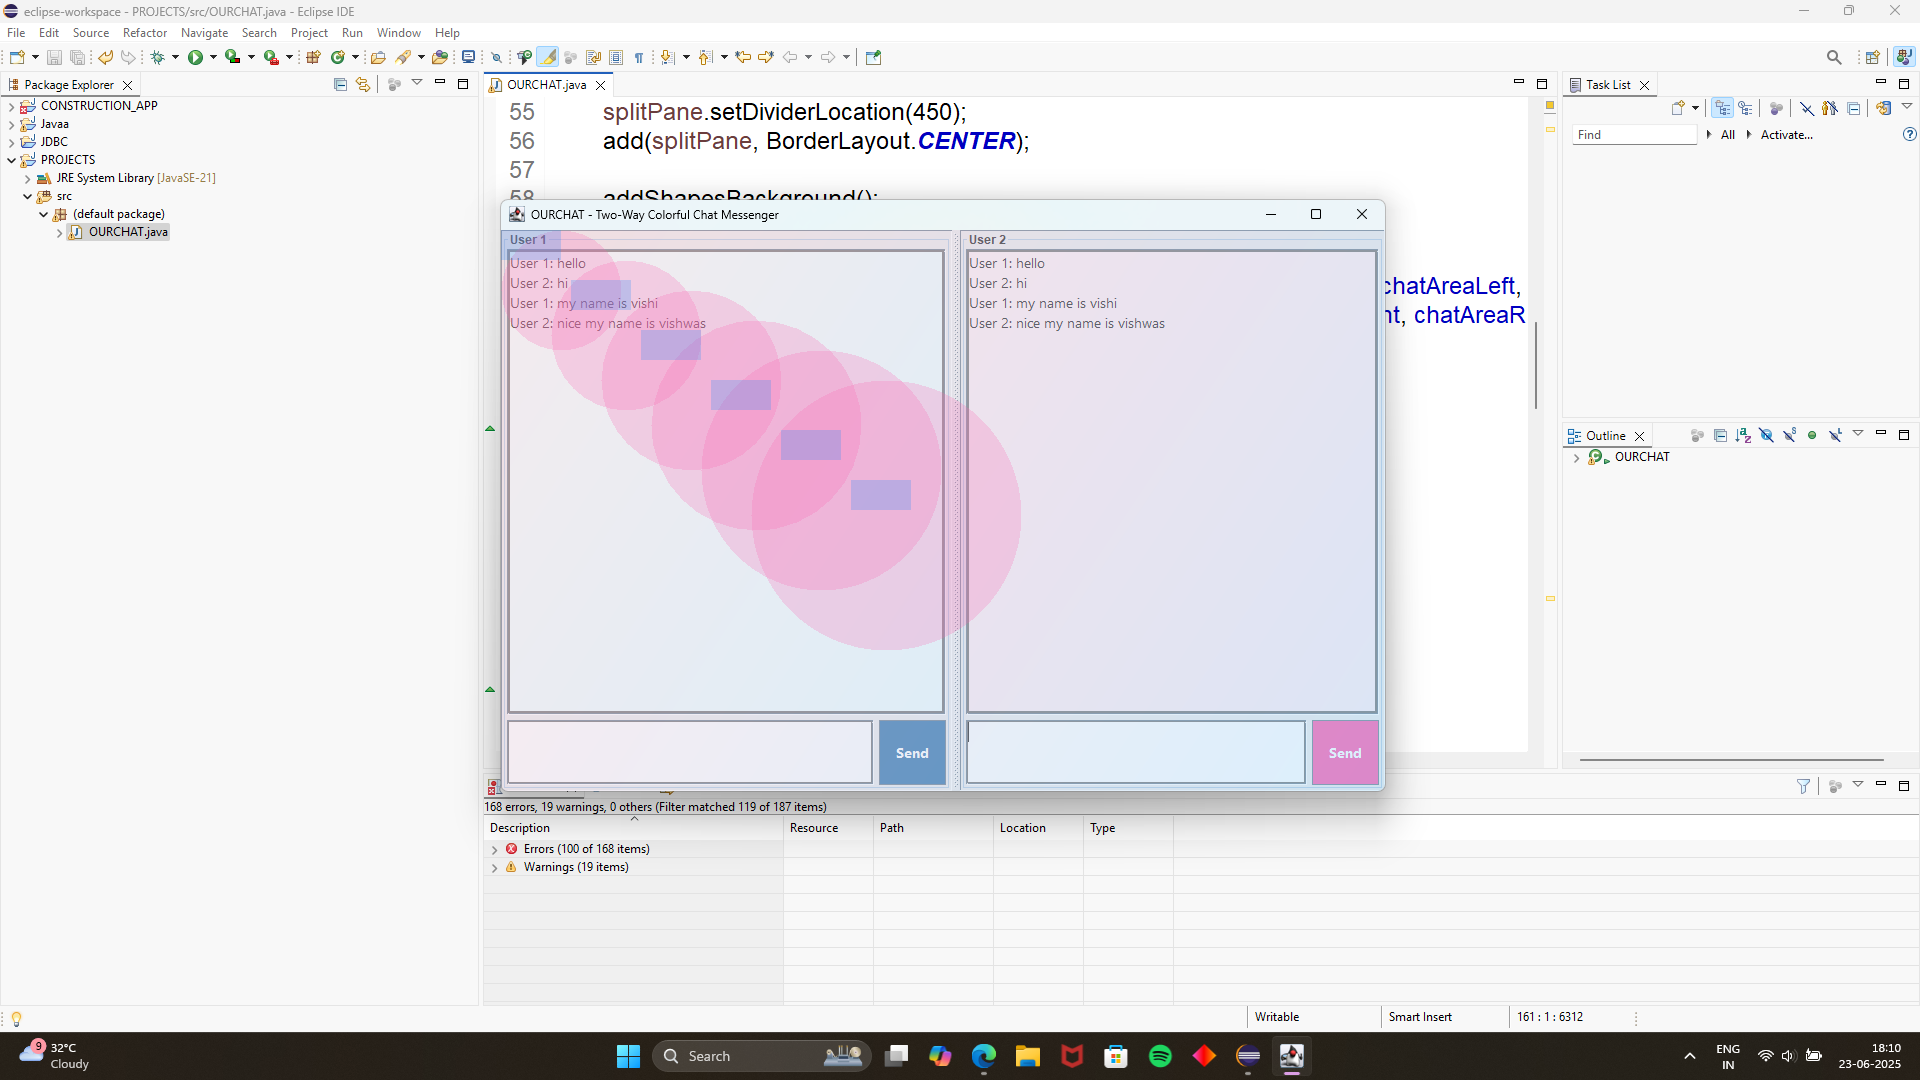 eclipse-workspace - PROJECTS/src/OURCHAT.java - Eclipse IDE
File Edit Source Refactor Navigate Search Project Run Window Help
Package Explorer
CONSTRUCTION_APP
Javaa
JDBC
PROJECTS
JRE System Library [JavaSE-21]
src
(default package)
OURCHAT.java
OURCHAT.java
55 splitPane.setDividerLocation(450);
56 add(splitPane, BorderLayout.CENTER);
57
58 addShapesBackground();
chatAreaLeft,
nt, chatAreaR
OURCHAT - Two-Way Colorful Chat Messenger
User 1
User 1: hello
User 2: hi
User 1: my name is vishi
User 2: nice my name is vishwas
Send
User 2
User 1: hello
User 2: hi
User 1: my name is vishi
User 2: nice my name is vishwas
Send
Task List
Find All Activate...
Outline
OURCHAT
168 errors, 19 warnings, 0 others (Filter matched 119 of 187 items)
Description Resource Path Location Type
Errors (100 of 168 items)
Warnings (19 items)
Writable Smart Insert 161 : 1 : 6312
9
32°C
Cloudy
Search
ENG
IN
18:10
23-06-2025